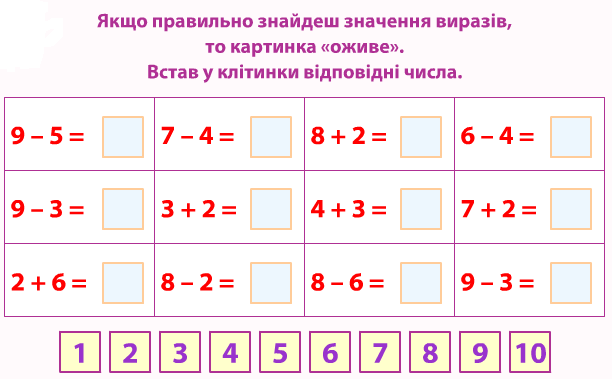 Якщо правильно знайдеш значення виразів,
то картинка «оживе».
Встав у клітинки відповідні числа.
9 – 5 = 7 – 4 = 8 + 2 = 6 – 4 =
9 – 3 = 3 + 2 = 4 + 3 = 7 + 2 =
2 + 6 = 8 – 2 = 8 – 6 = 9 – 3 =
1 2 3 4 5 6 7 8 9 10